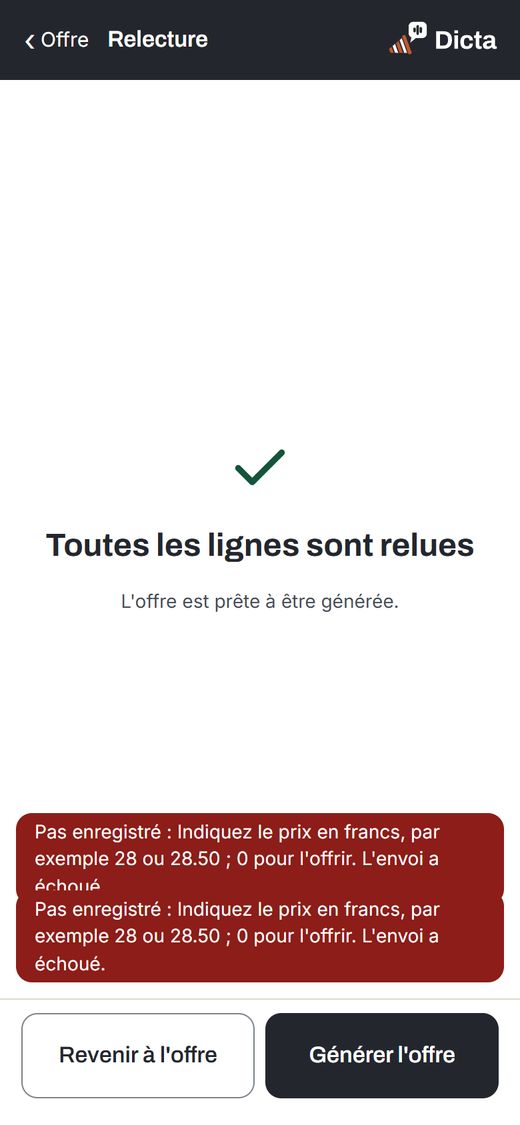 ‹ Offre Relecture Dicta
Toutes les lignes sont relues
L'offre est prête à être générée.
Pas enregistré : Indiquez le prix en francs, par
exemple 28 ou 28.50 ; 0 pour l'offrir. L'envoi a
échoué
Pas enregistré : Indiquez le prix en francs, par
exemple 28 ou 28.50 ; 0 pour l'offrir. L'envoi a
échoué.
Revenir à l'offre Générer l'offre